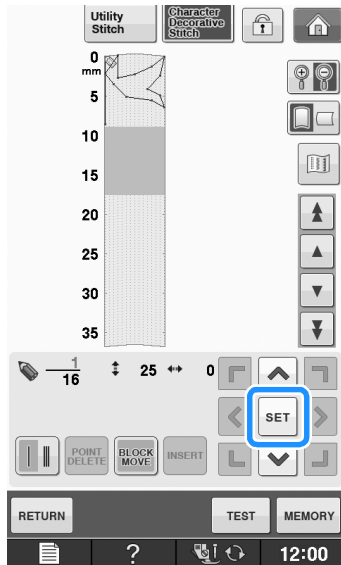 Utility
Stitch
Character
Decorative
Stitch
0
mm
5
10
15
20
25
30
35
1
16
25
0
SET
POINT
DELETE
BLOCK
MOVE
INSERT
RETURN
TEST
MEMORY
?
12:00